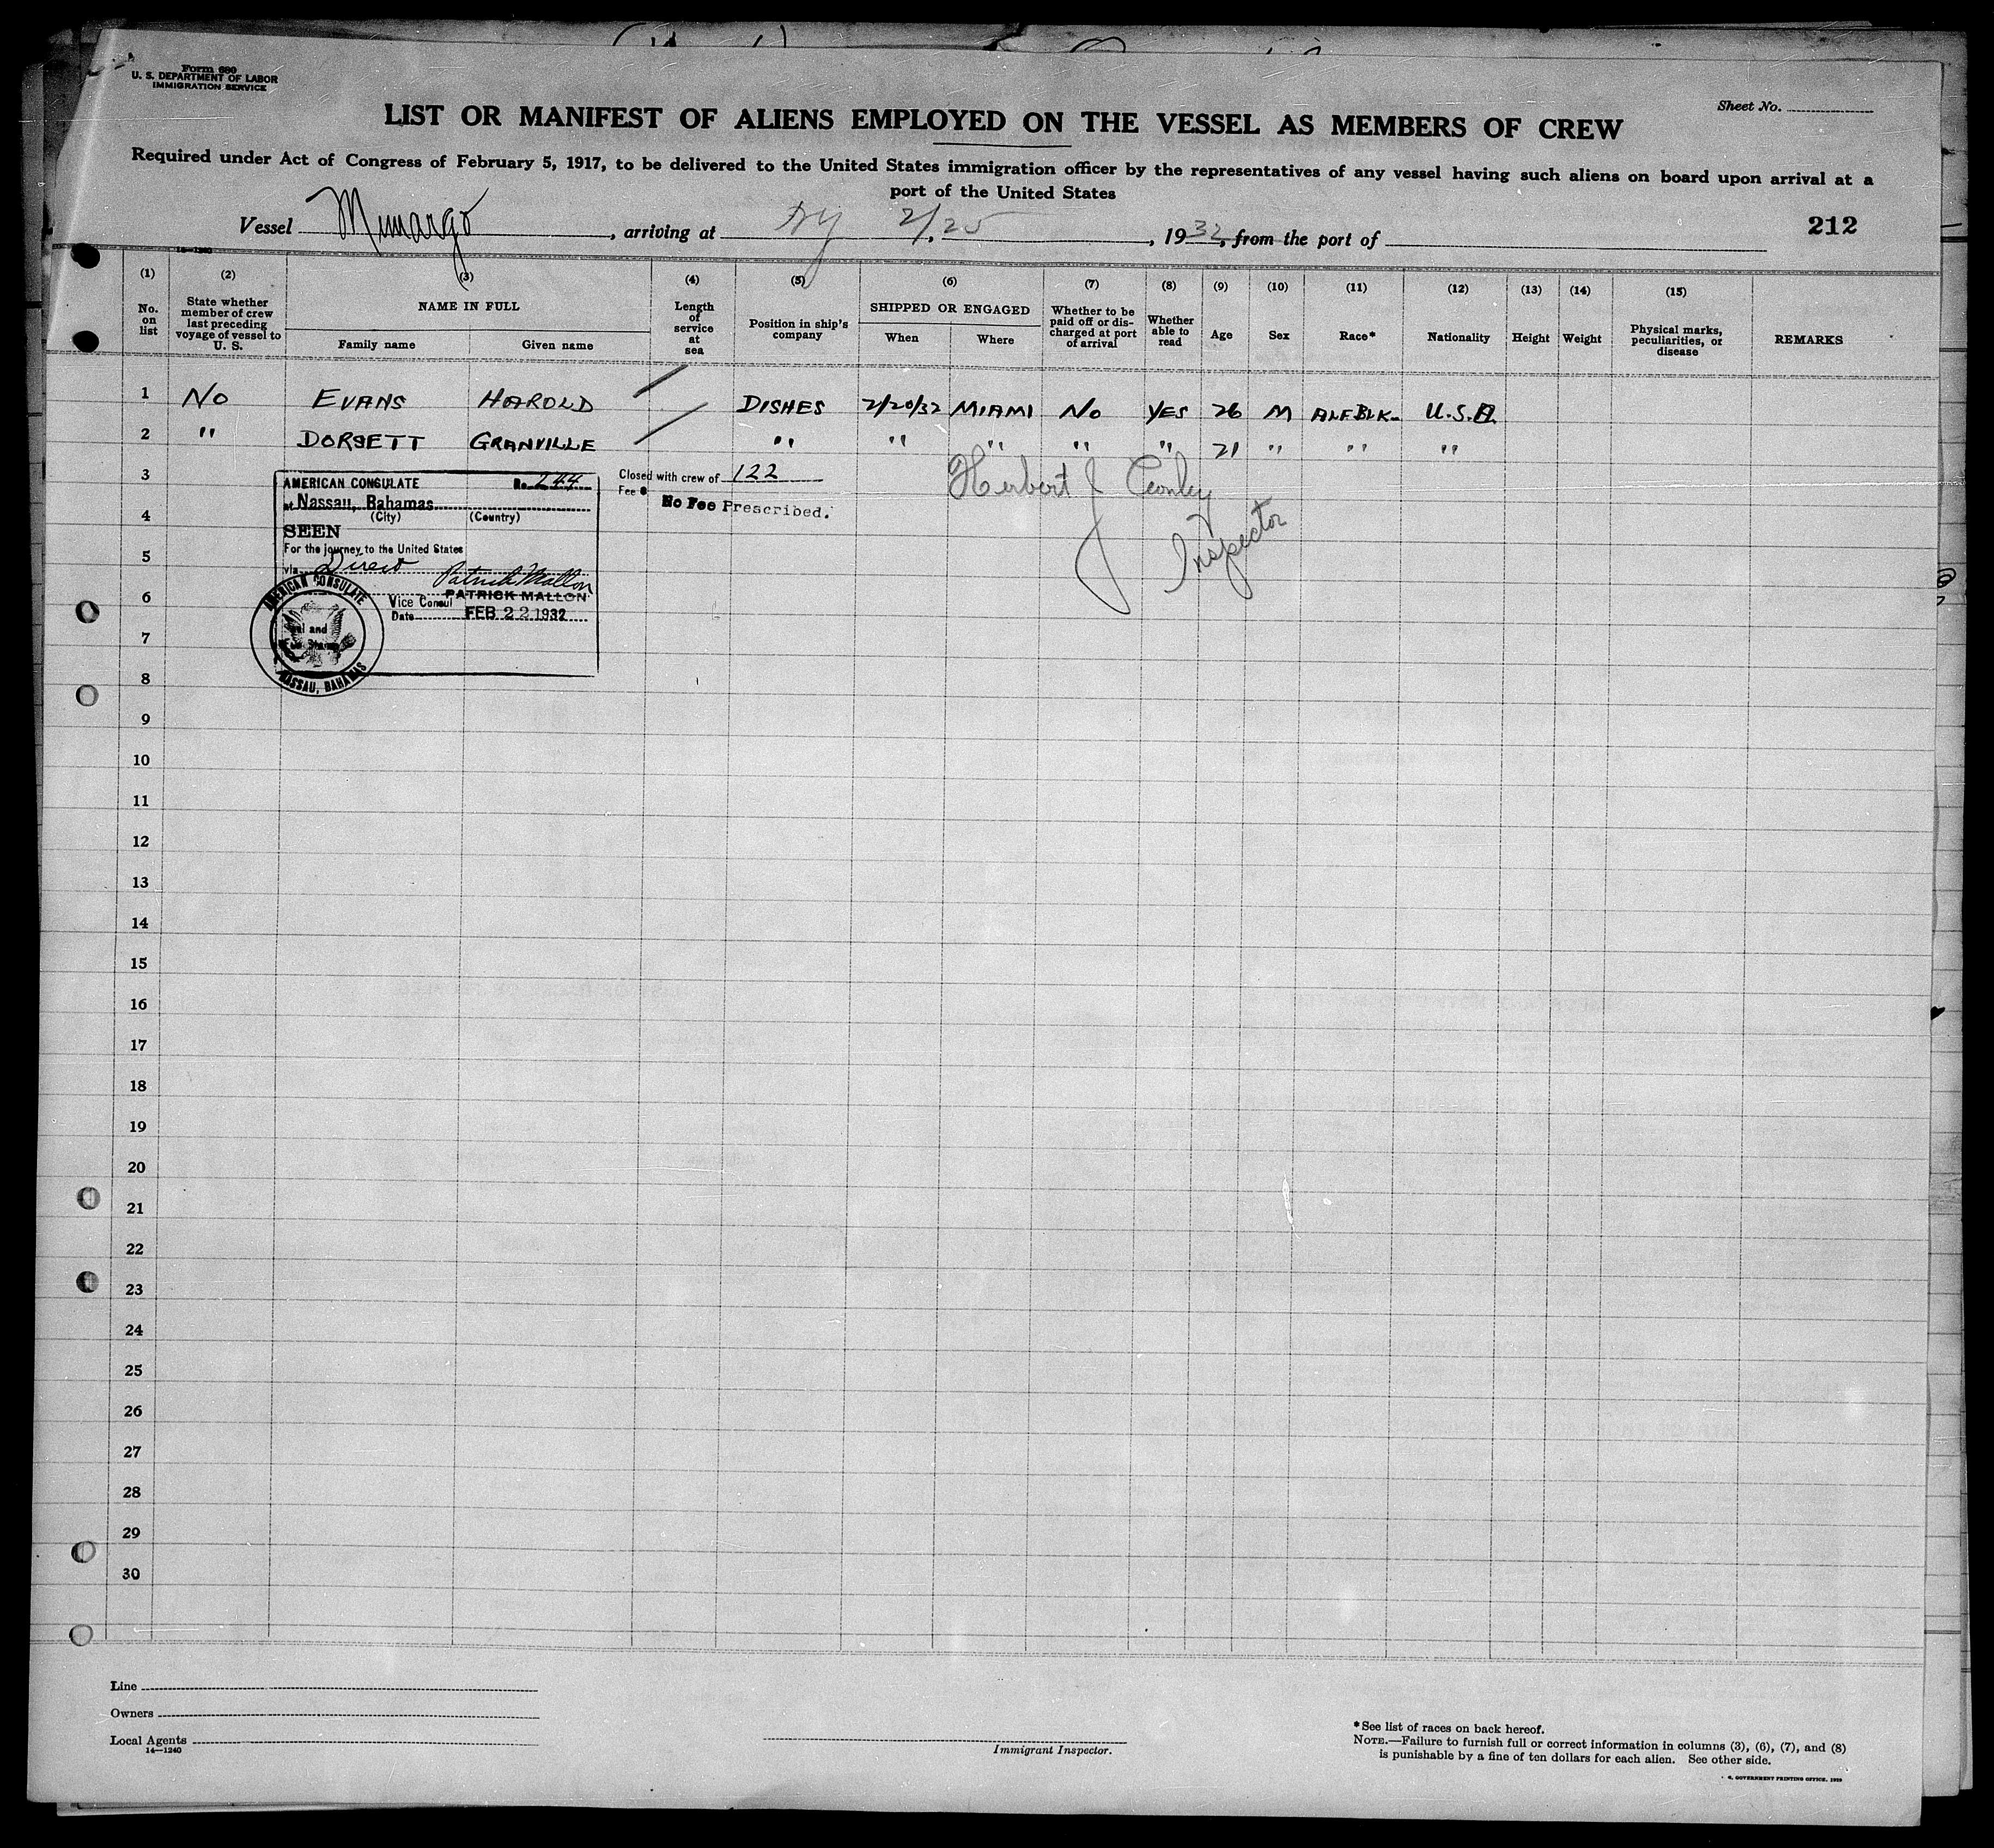 Form 680
U. S. DEPARTMENT OF LABOR
IMMIGRATION SERVICE
Sheet No.
LIST OR MANIFEST OF ALIENS EMPLOYED ON THE VESSEL AS MEMBERS OF CREW
Required under Act of Congress of February 5, 1917, to be delivered to the United States immigration officer by the representatives of any vessel having such aliens on board upon arrival at a
port of the United States
Vessel Munargo, arriving at NY 2/25, 1932, from the port of
212
14—1240
(1) (2) (3) (4) (5) (6) (7) (8) (9) (10) (11) (12) (13) (14) (15)
No. on list
State whether member of crew last preceding voyage of vessel to U. S.
NAME IN FULL
Family name Given name
Length of service at sea
Position in ship's company
SHIPPED OR ENGAGED
When Where
Whether to be paid off or discharged at port of arrival
Whether able to read
Age
Sex
Race*
Nationality
Height
Weight
Physical marks, peculiarities, or disease
REMARKS
1 No EVANS HAROLD DISHES 2/20/32 MIAMI No YES 26 M BLK- U.S.A.
2 " DORSETT GRANVILLE " " " " " 21 " " "
3
AMERICAN CONSULATE No. 244
at Nassau, Bahamas
(City) (Country)
SEEN
For the journey to the United States
via Direct
Patrick Mallon
PATRICK MALLON
Vice Consul
Date FEB 22 1932
AMERICAN CONSULATE
NASSAU, BAHAMAS
Closed with crew of 122
Fee $
No Fee Prescribed.
Herbert J Conley
Inspector
4
5
6
7
8
9
10
11
12
13
14
15
16
17
18
19
20
21
22
23
24
25
26
27
28
29
30
Line
Owners
Local Agents
14—1240
Immigrant Inspector.
*See list of races on back hereof.
NOTE.—Failure to furnish full or correct information in columns (3), (6), (7), and (8)
is punishable by a fine of ten dollars for each alien. See other side.
GOVERNMENT PRINTING OFFICE, 1929